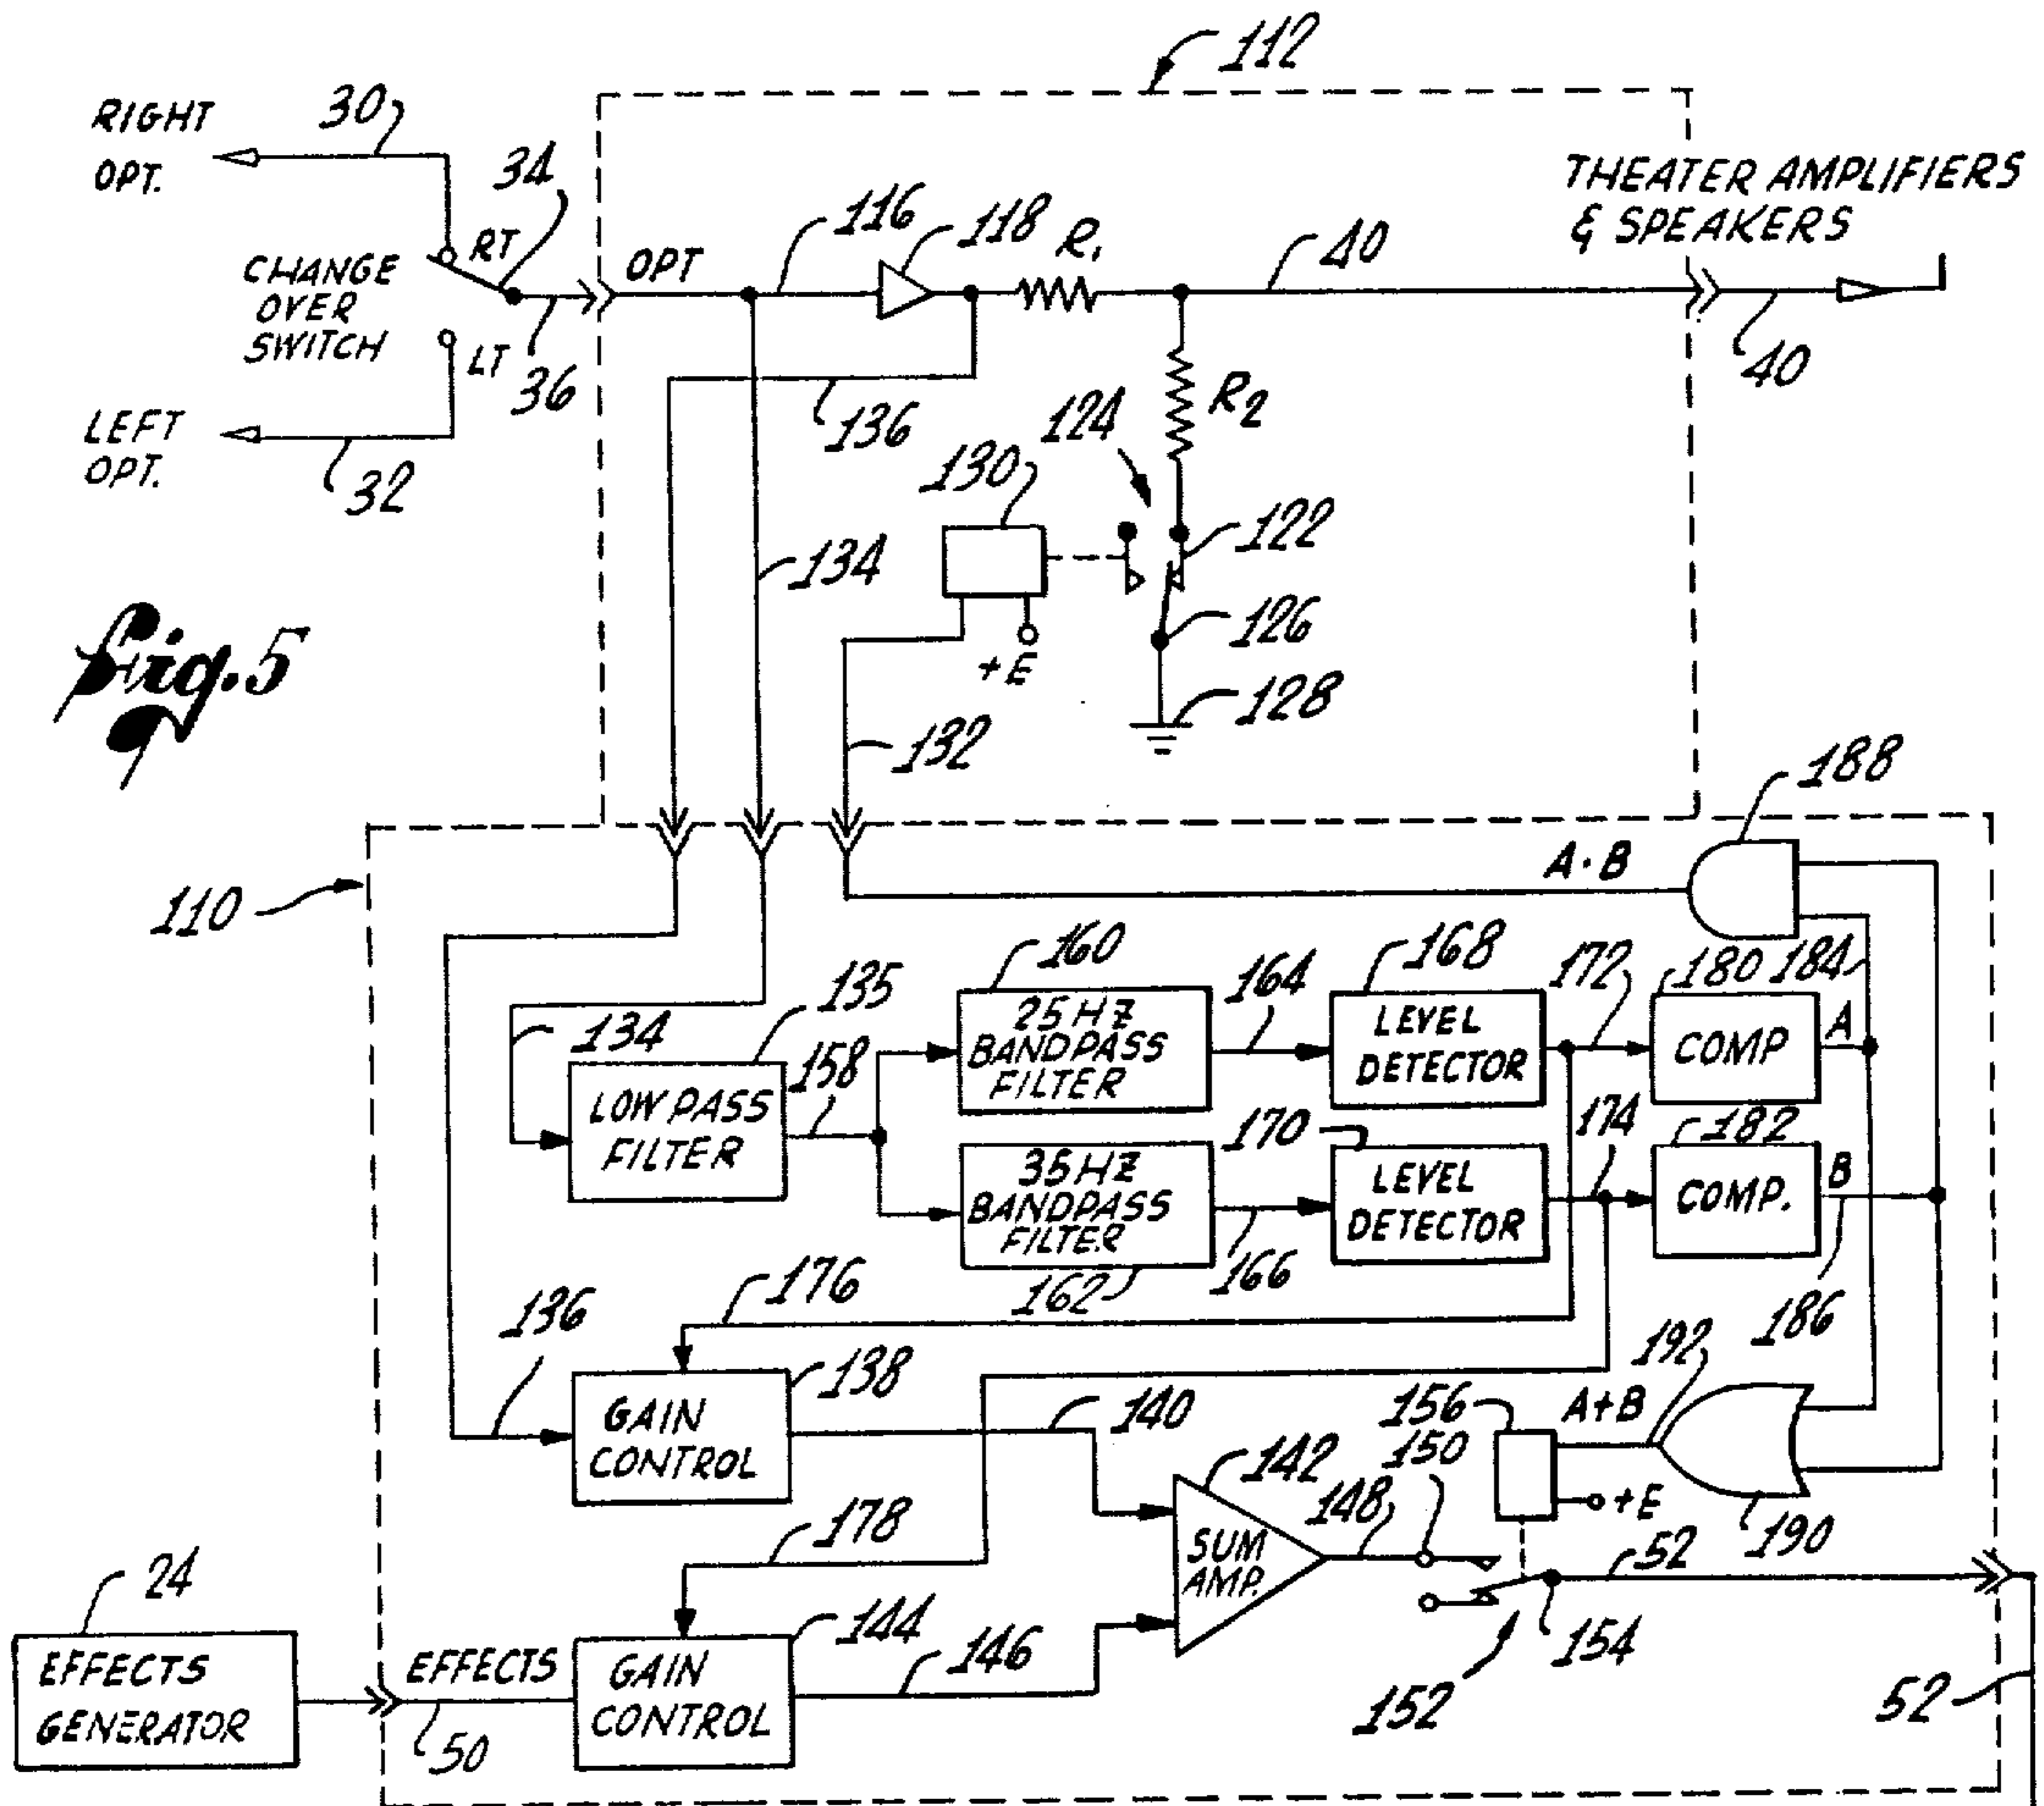 112
RIGHT
OPT.
30
34
RT
CHANGE
OVER
SWITCH
LT
36
LEFT
OPT.
32
OPT
116
118
R1
40
THEATER AMPLIFIERS
& SPEAKERS
40
136
R2
124
130
122
134
126
+E
128
132
Fig. 5
188
A·B
110
160
168
172
180
184
135
25 HZ
BANDPASS
FILTER
164
LEVEL
DETECTOR
COMP
A
134
158
LOW PASS
FILTER
170
174
182
35 HZ
BANDPASS
FILTER
LEVEL
DETECTOR
COMP.
B
166
162
176
186
136
192
138
GAIN
CONTROL
140
156
A+B
150
142
148
+E
178
SUM
AMP.
190
52
24
144
146
154
EFFECTS
GENERATOR
EFFECTS
GAIN
CONTROL
152
52
50